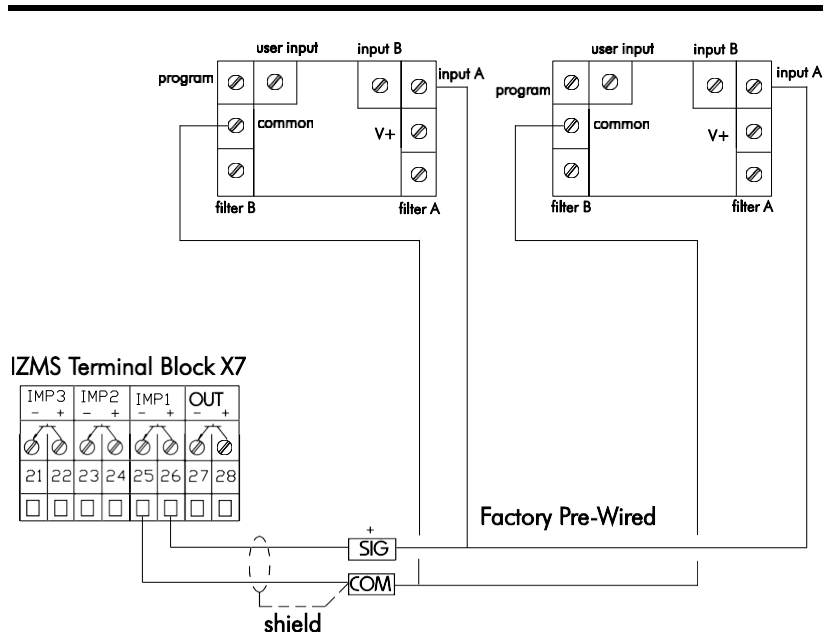 user input input B
program input A
common
V+
filter B filter A
user input input B
program input A
common
V+
filter B filter A
IZMS Terminal Block X7
IMP3 IMP2 IMP1 OUT
- + - + - + - +
21 22 23 24 25 26 27 28
Factory Pre-Wired
+
SIG
COM
shield